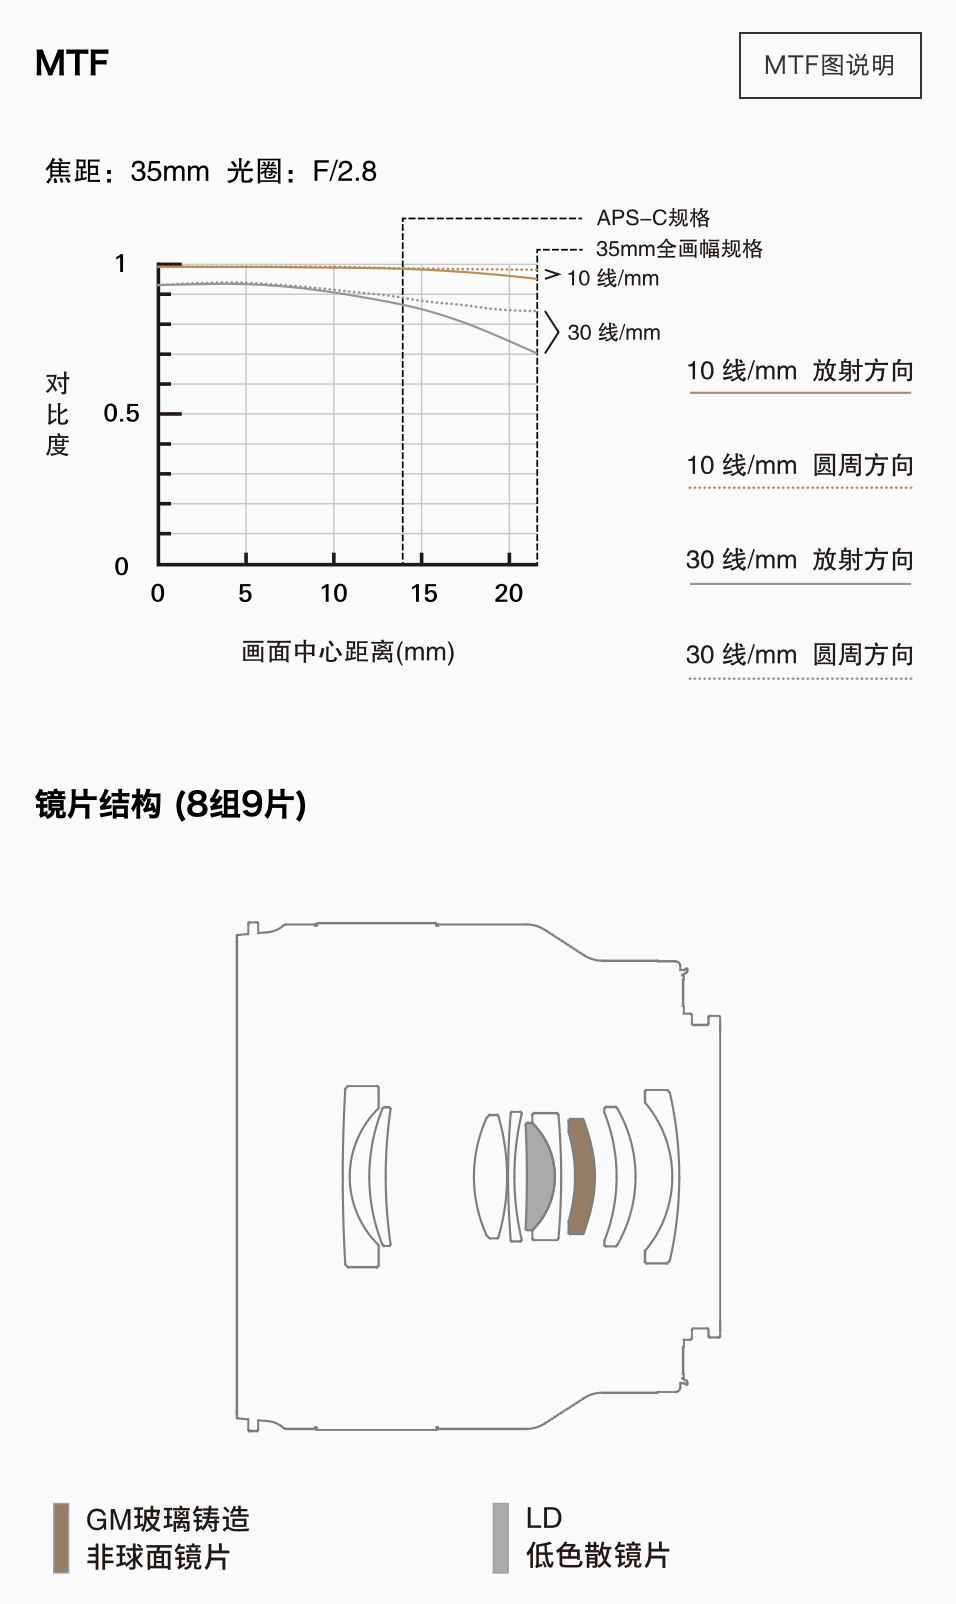 MTF
MTF图说明
焦距：35mm 光圈：F/2.8
APS-C规格
35mm全画幅规格
10 线/mm
30 线/mm
1
0.5
0
对
比
度
0 5 10 15 20
画面中心距离(mm)
10 线/mm 放射方向
10 线/mm 圆周方向
30 线/mm 放射方向
30 线/mm 圆周方向
镜片结构 (8组9片)
GM玻璃铸造
非球面镜片
LD
低色散镜片